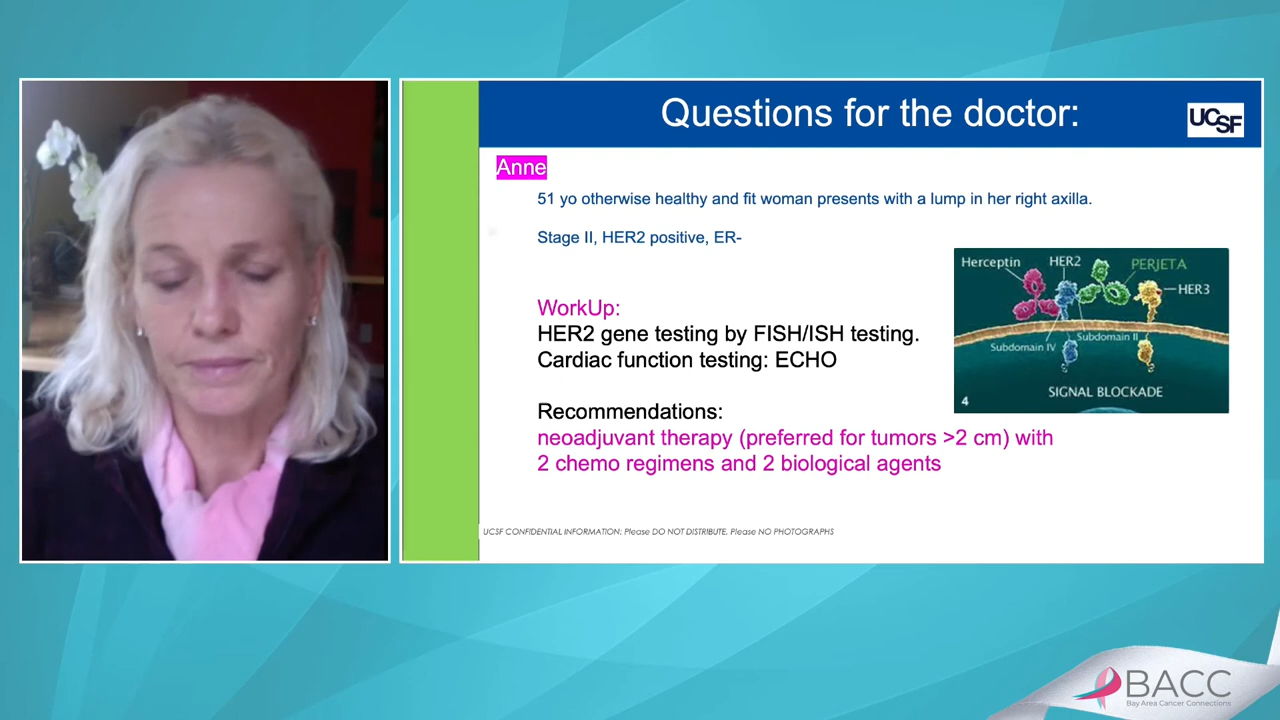 Questions for the doctor:
UCSF
Anne
51 yo otherwise healthy and fit woman presents with a lump in her right axilla.
Stage II, HER2 positive, ER-
WorkUp:
HER2 gene testing by FISH/ISH testing.
Cardiac function testing: ECHO
Recommendations:
neoadjuvant therapy (preferred for tumors >2 cm) with
2 chemo regimens and 2 biological agents
Herceptin
HER2
PERJETA
HER3
Subdomain IV
Subdomain II
SIGNAL BLOCKADE
4
UCSF CONFIDENTIAL INFORMATION: Please DO NOT DISTRIBUTE, Please NO PHOTOGRAPHS
BACC
Bay Area Cancer Connections